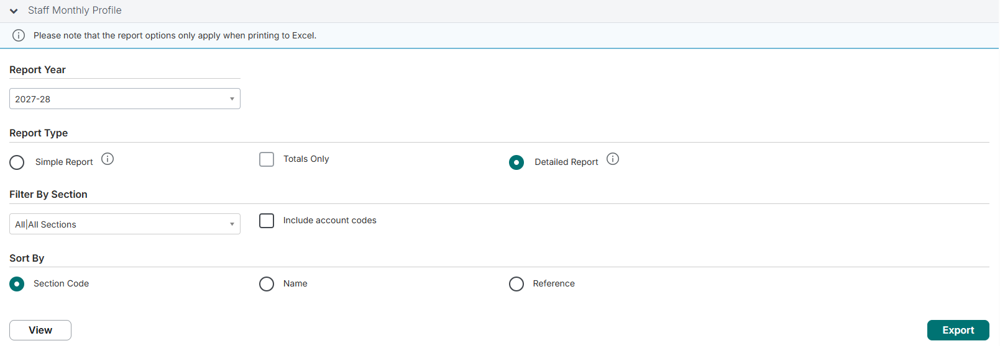 Staff Monthly Profile
Please note that the report options only apply when printing to Excel.
Report Year
2027-28
Report Type
Simple Report
Totals Only
Detailed Report
Filter By Section
All|All Sections
Include account codes
Sort By
Section Code
Name
Reference
View
Export